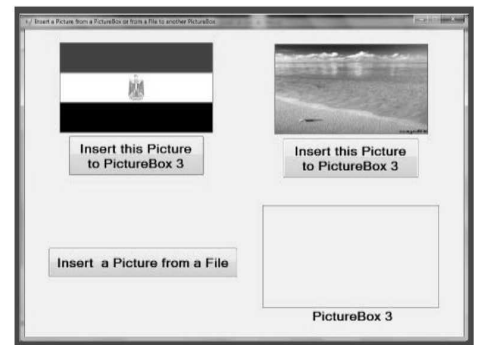 Insert a Picture from a PictureBox or from a File to another PictureBox
Insert this Picture
to PictureBox 3
Insert this Picture
to PictureBox 3
Insert a Picture from a File
PictureBox 3